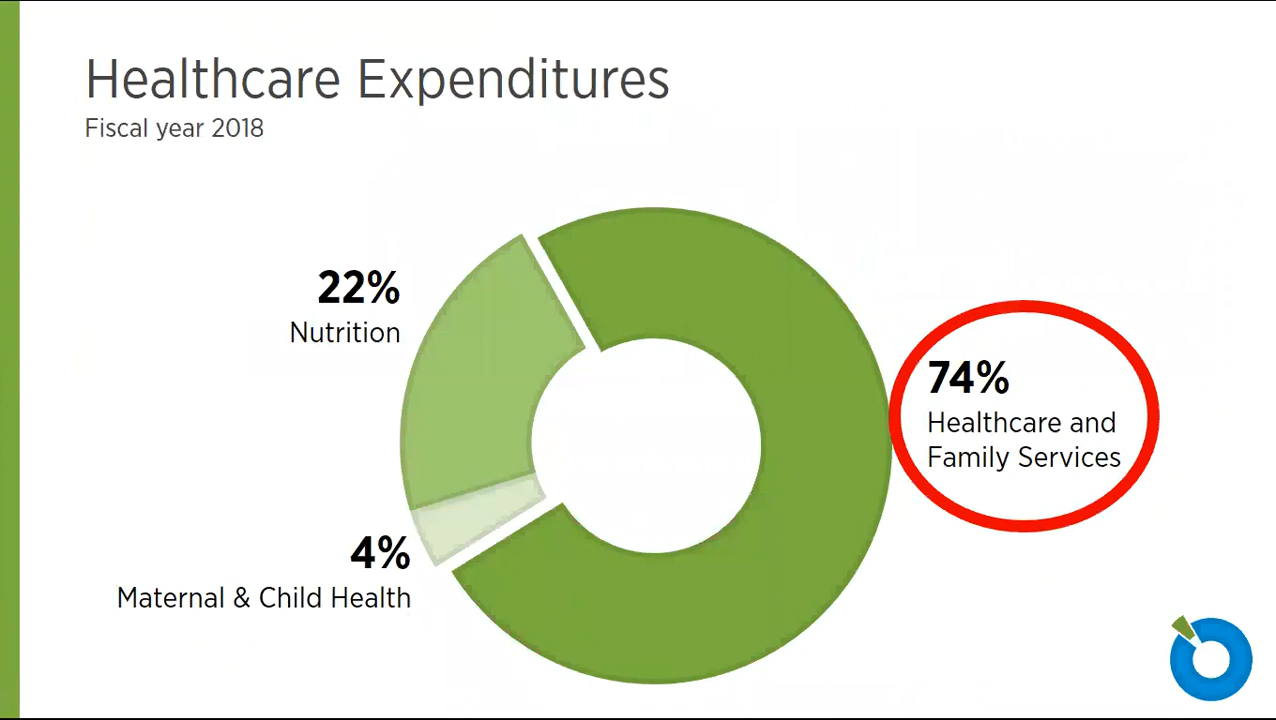 Healthcare Expenditures
Fiscal year 2018
22%
Nutrition
74%
Healthcare and
Family Services
4%
Maternal & Child Health